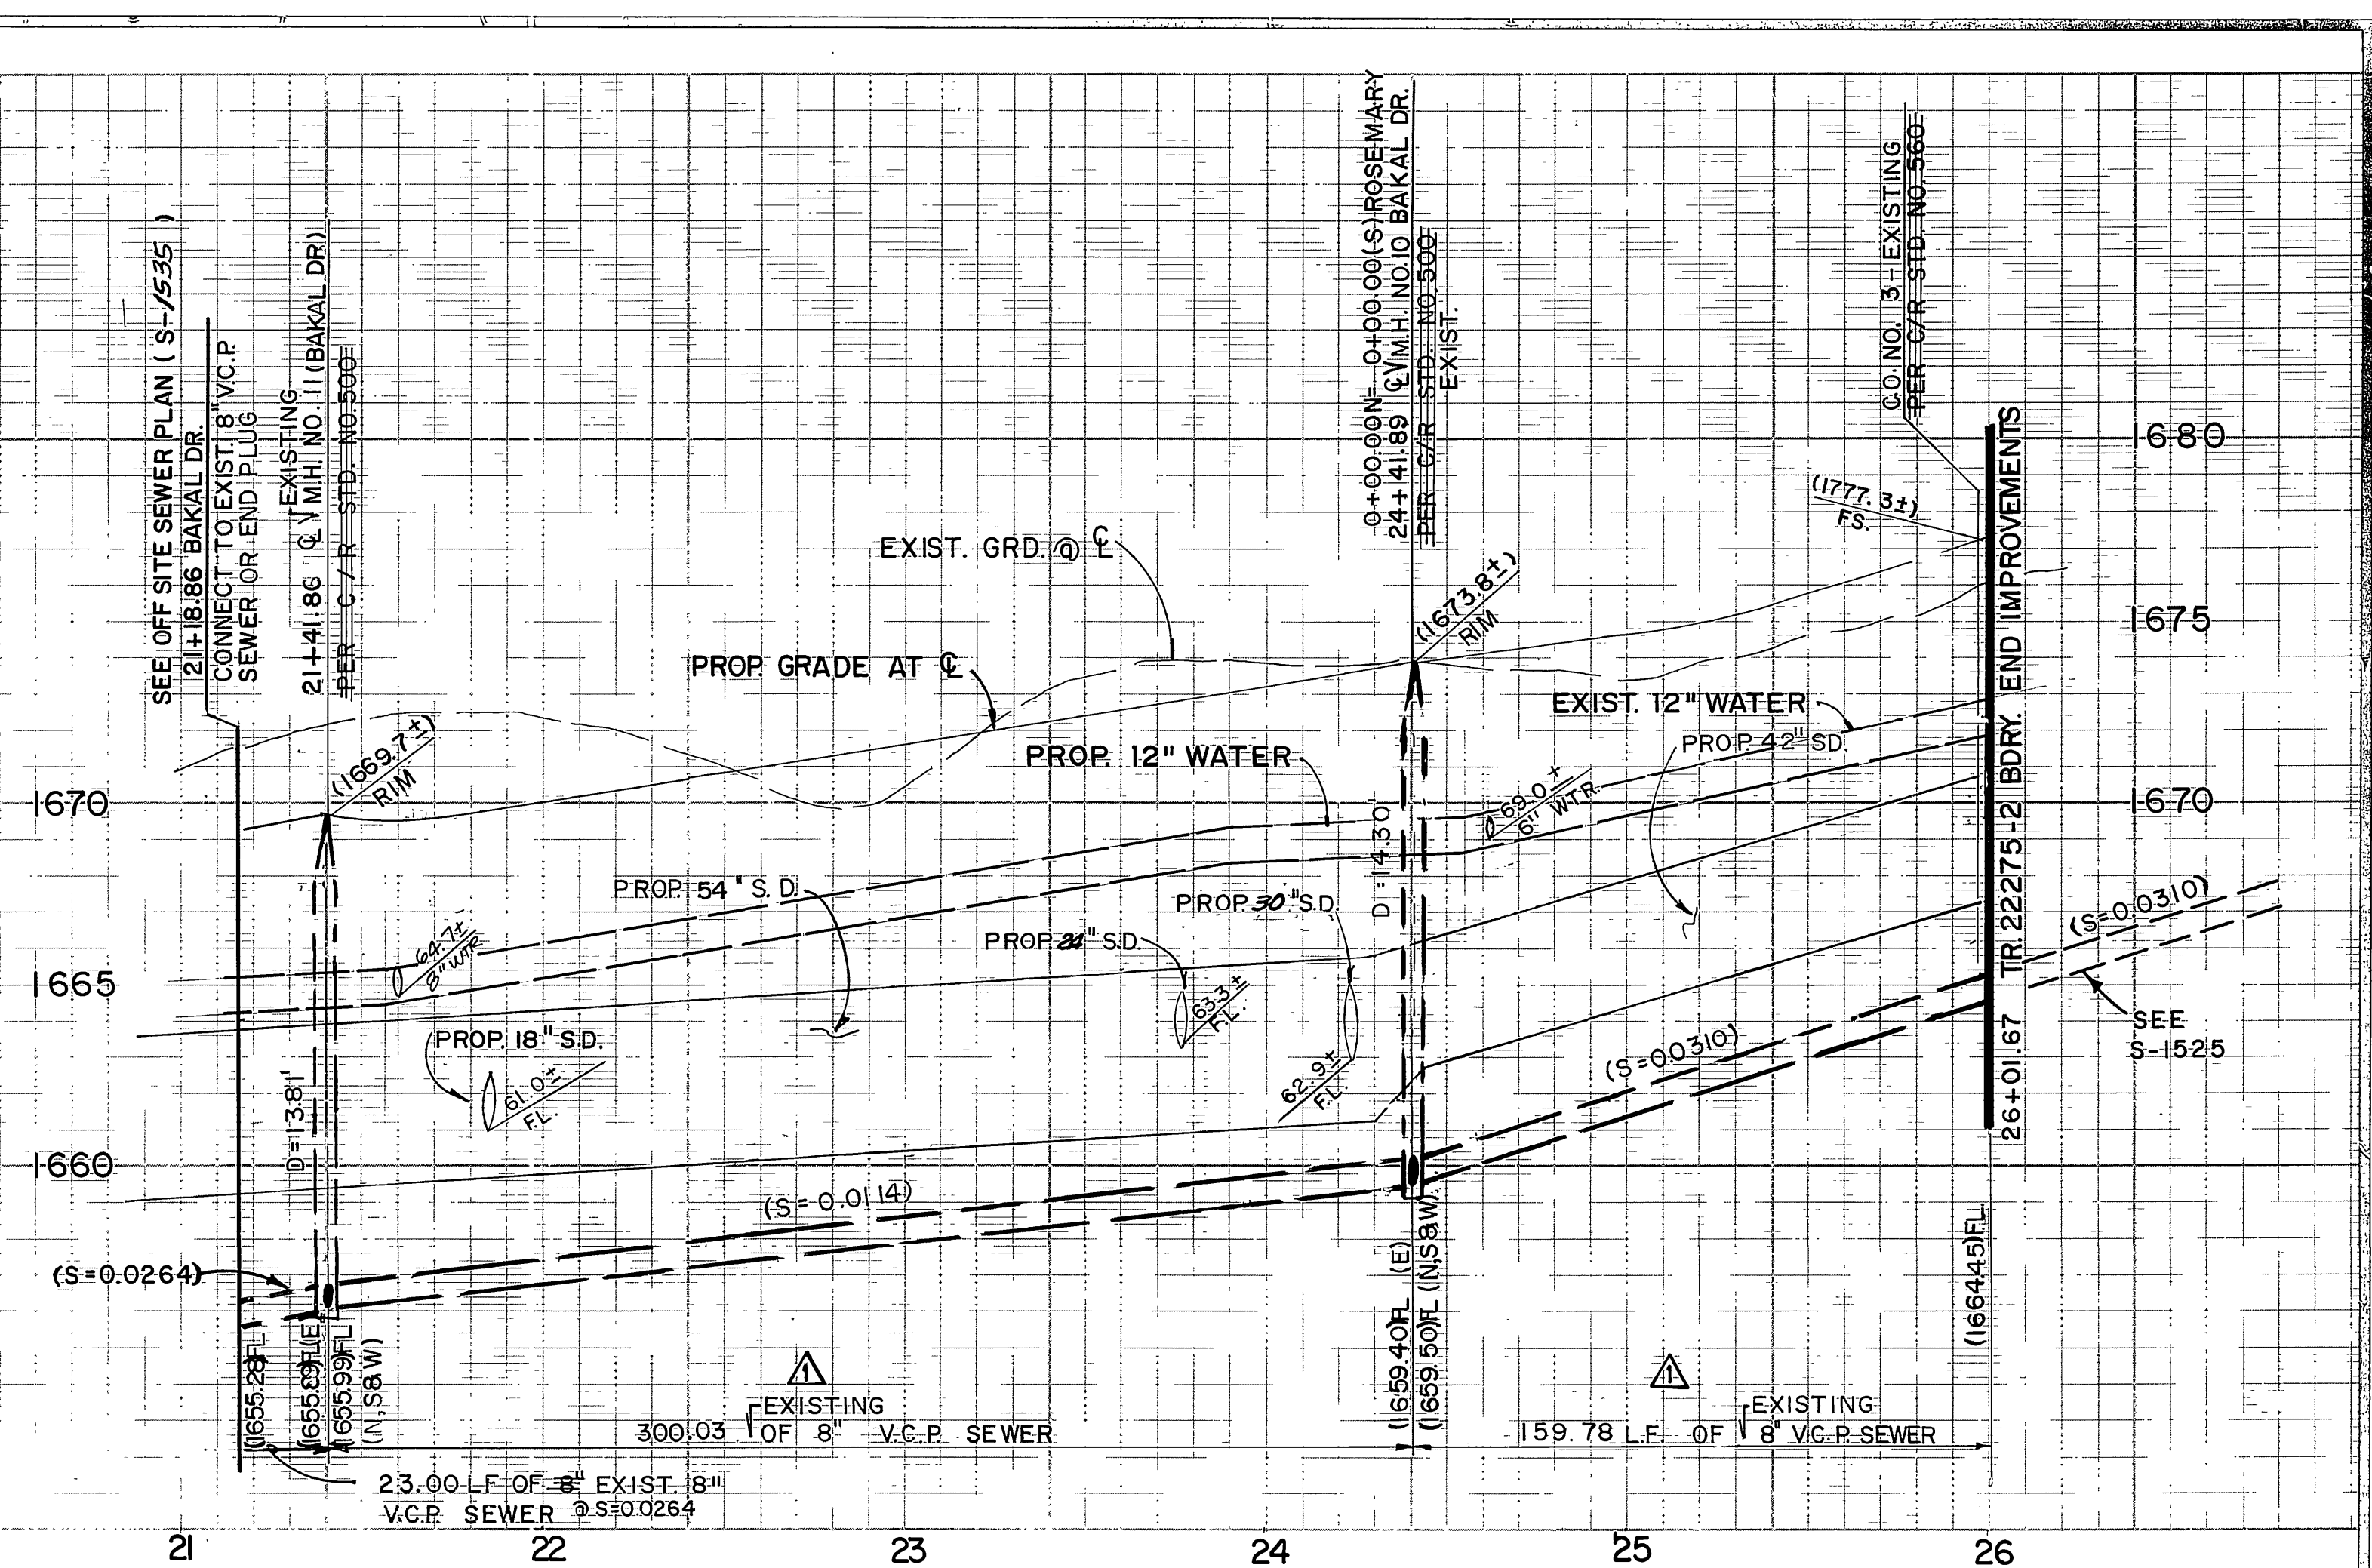 SEE OFF SITE SEWER PLAN ( S-1535 )
21+18.86 BAKAL DR.
CONNECT TO EXIST. 8" V.C.P.
SEWER OR END PLUG
EXISTING
21+41.86 ℄ M.H. NO. 11 (BAKAL DR)
PER C/R STD. NO. 500
0+00.00N= 0+00.00(S) ROSEMARY
24+41.89 ℄ M.H. NO.10 BAKAL DR.
PER C/R STD. NO. 500
EXIST.
C.O. NO. 3-EXISTING
PER C/R STD. NO. 560
1680
(1777.3±)
FS.
EXIST. GRD. @ ℄
(1673.8±)
RIM
1675
PROP. GRADE AT ℄
EXIST. 12" WATER
PROP. 42" SD.
PROP. 12" WATER
(1669.7±)
RIM
1670
69.0±
6" WTR.
1670
D=14.30'
PROP. 54" S.D.
PROP. 30" S.D.
PROP. 24" S.D.
64.7±
8" WTR
1665
63.3±
F.L.
(S=0.0310)
PROP. 18" S.D.
61.0±
F.L.
62.9±
F.L.
(S=0.0310)
SEE
S-1525
D=13.81'
1660
26+01.67 TR. 22275-2 BDRY. END IMPROVEMENTS
(S=0.0114)
(S=0.0264)
(1655.28)FL
(1655.89)FL(E)
(1655.99)FL
(N,S&W)
(1659.40)FL (E)
(1659.50)FL (N,S&W)
(1664.45)FL
1
EXISTING
300.03 OF 8" V.C.P. SEWER
1
EXISTING
159.78 L.F. OF 8" V.C.P. SEWER
23.00 LF OF 8" EXIST. 8"
V.C.P. SEWER @ S=0.0264
21 22 23 24 25 26